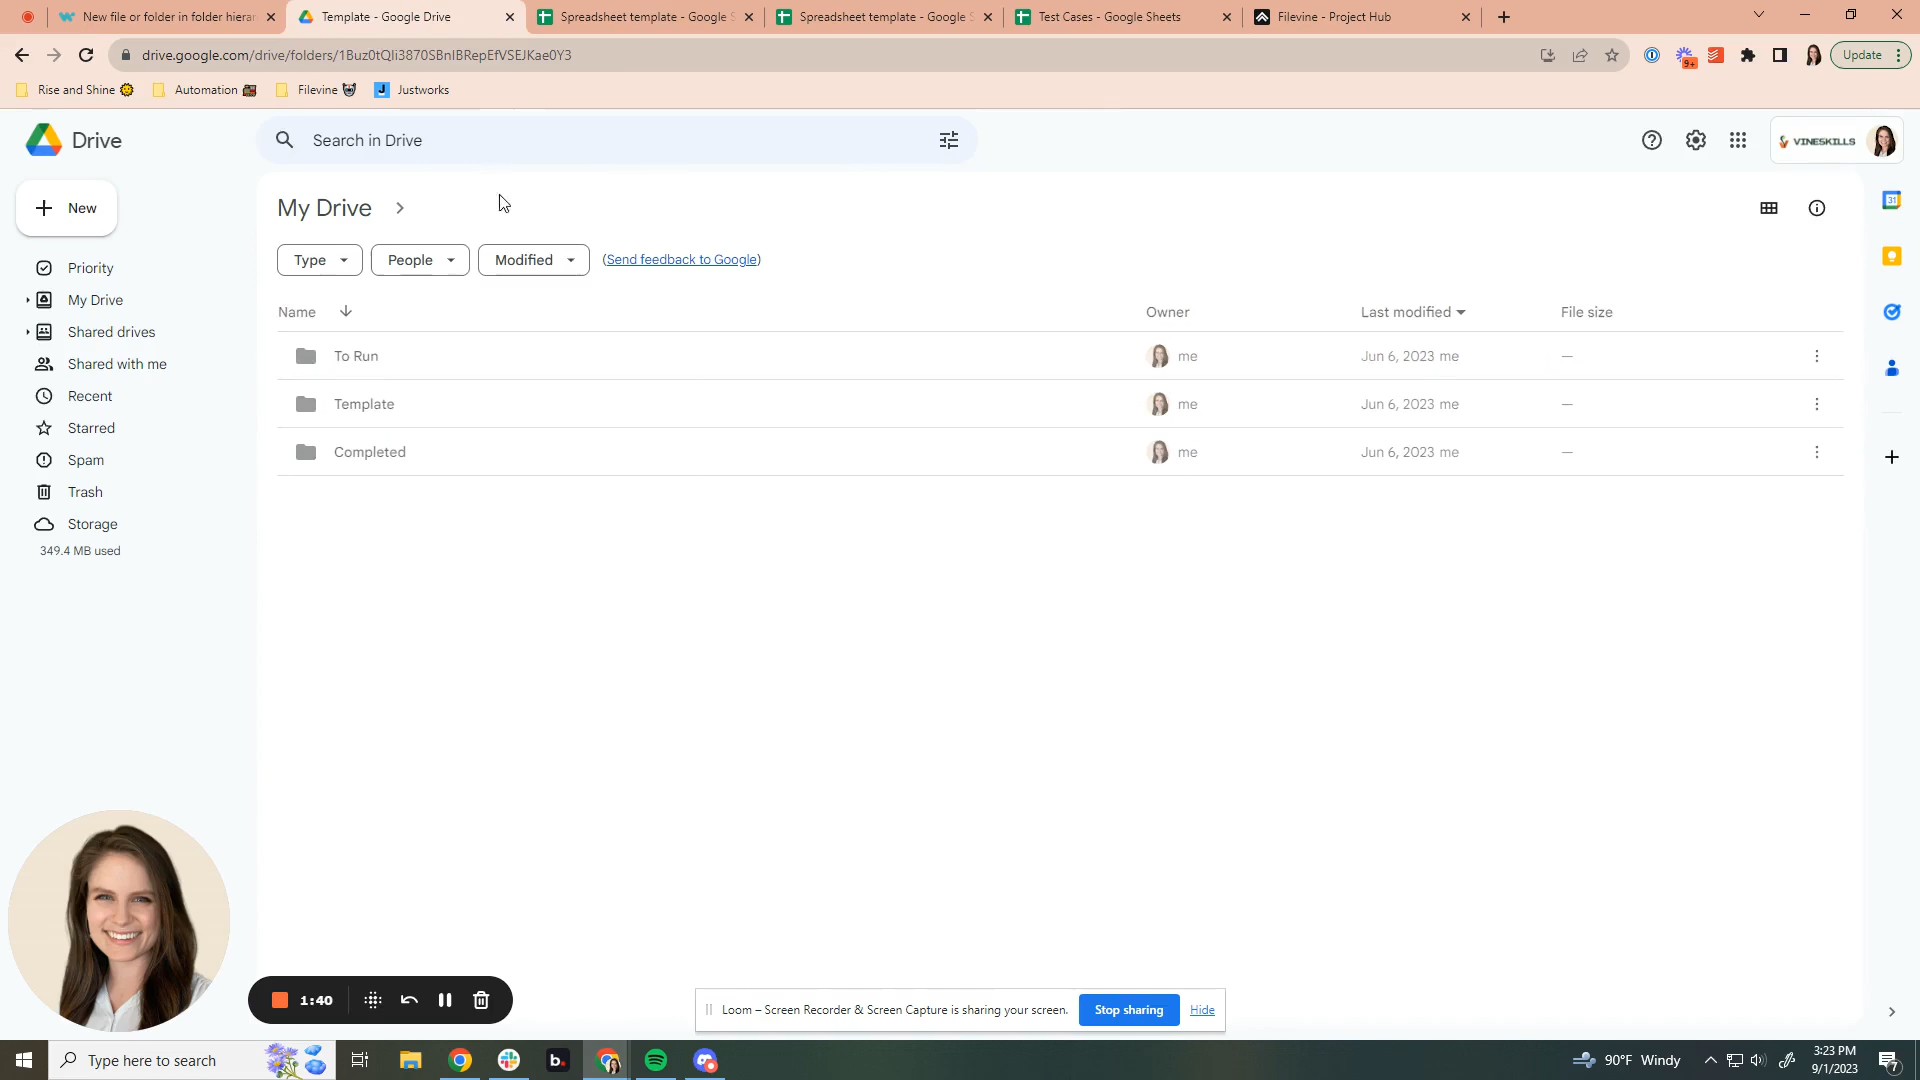 New file or folder in folder hierar
Template - Google Drive
Spreadsheet template - Google S
Spreadsheet template - Google S
Test Cases - Google Sheets
Filevine - Project Hub
drive.google.com/drive/folders/1Buz0tQIi3870SBnIBRepEfVSEJKae0Y3
9+
Update
Rise and Shine
Automation
Filevine
J Justworks
Drive
Search in Drive
VINESKILLS
New
My Drive
31
Type
People
Modified
(Send feedback to Google)
Priority
My Drive
Shared drives
Shared with me
Recent
Starred
Spam
Trash
Storage
349.4 MB used
Name Owner Last modified File size
To Run me Jun 6, 2023 me —
Template me Jun 6, 2023 me —
Completed me Jun 6, 2023 me —
1:40
Loom – Screen Recorder & Screen Capture is sharing your screen.
Stop sharing
Hide
Type here to search
b.
90°F Windy
3:23 PM
9/1/2023
7